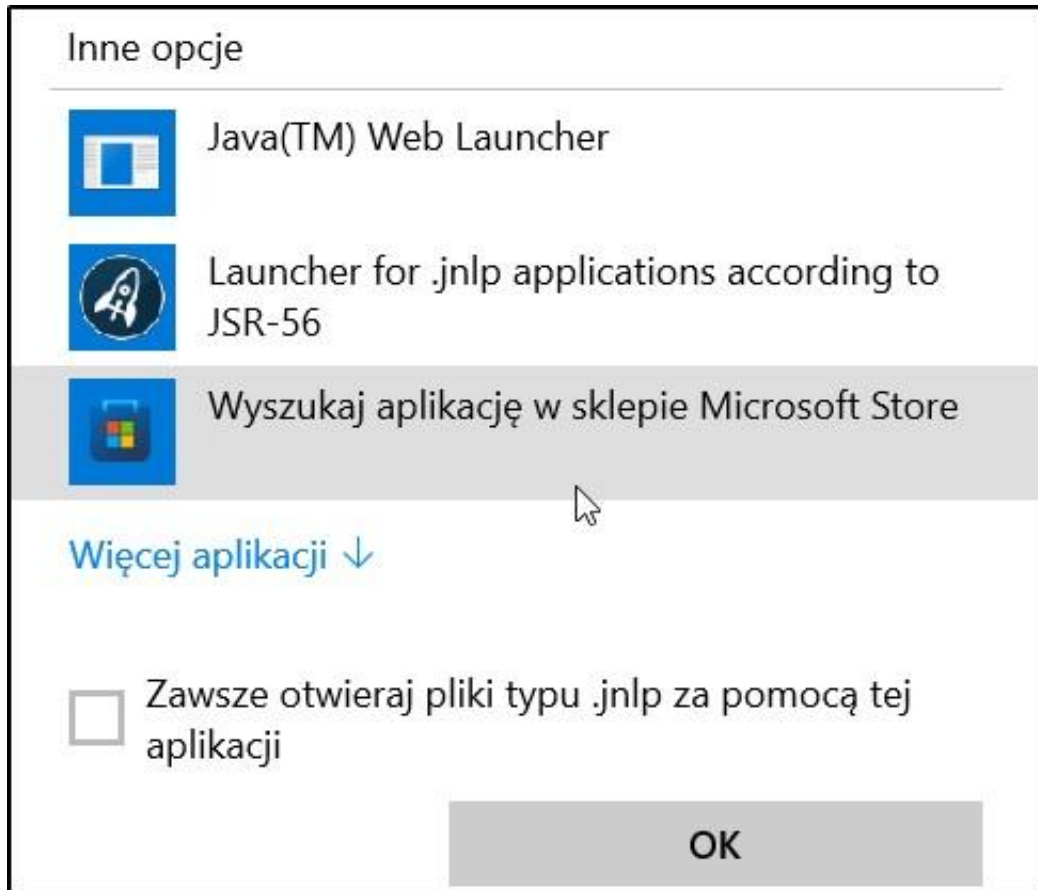 Inne opcje
Java(TM) Web Launcher
Launcher for .jnlp applications according to
JSR-56
Wyszukaj aplikację w sklepie Microsoft Store
Więcej aplikacji ↓
Zawsze otwieraj pliki typu .jnlp za pomocą tej
aplikacji
OK